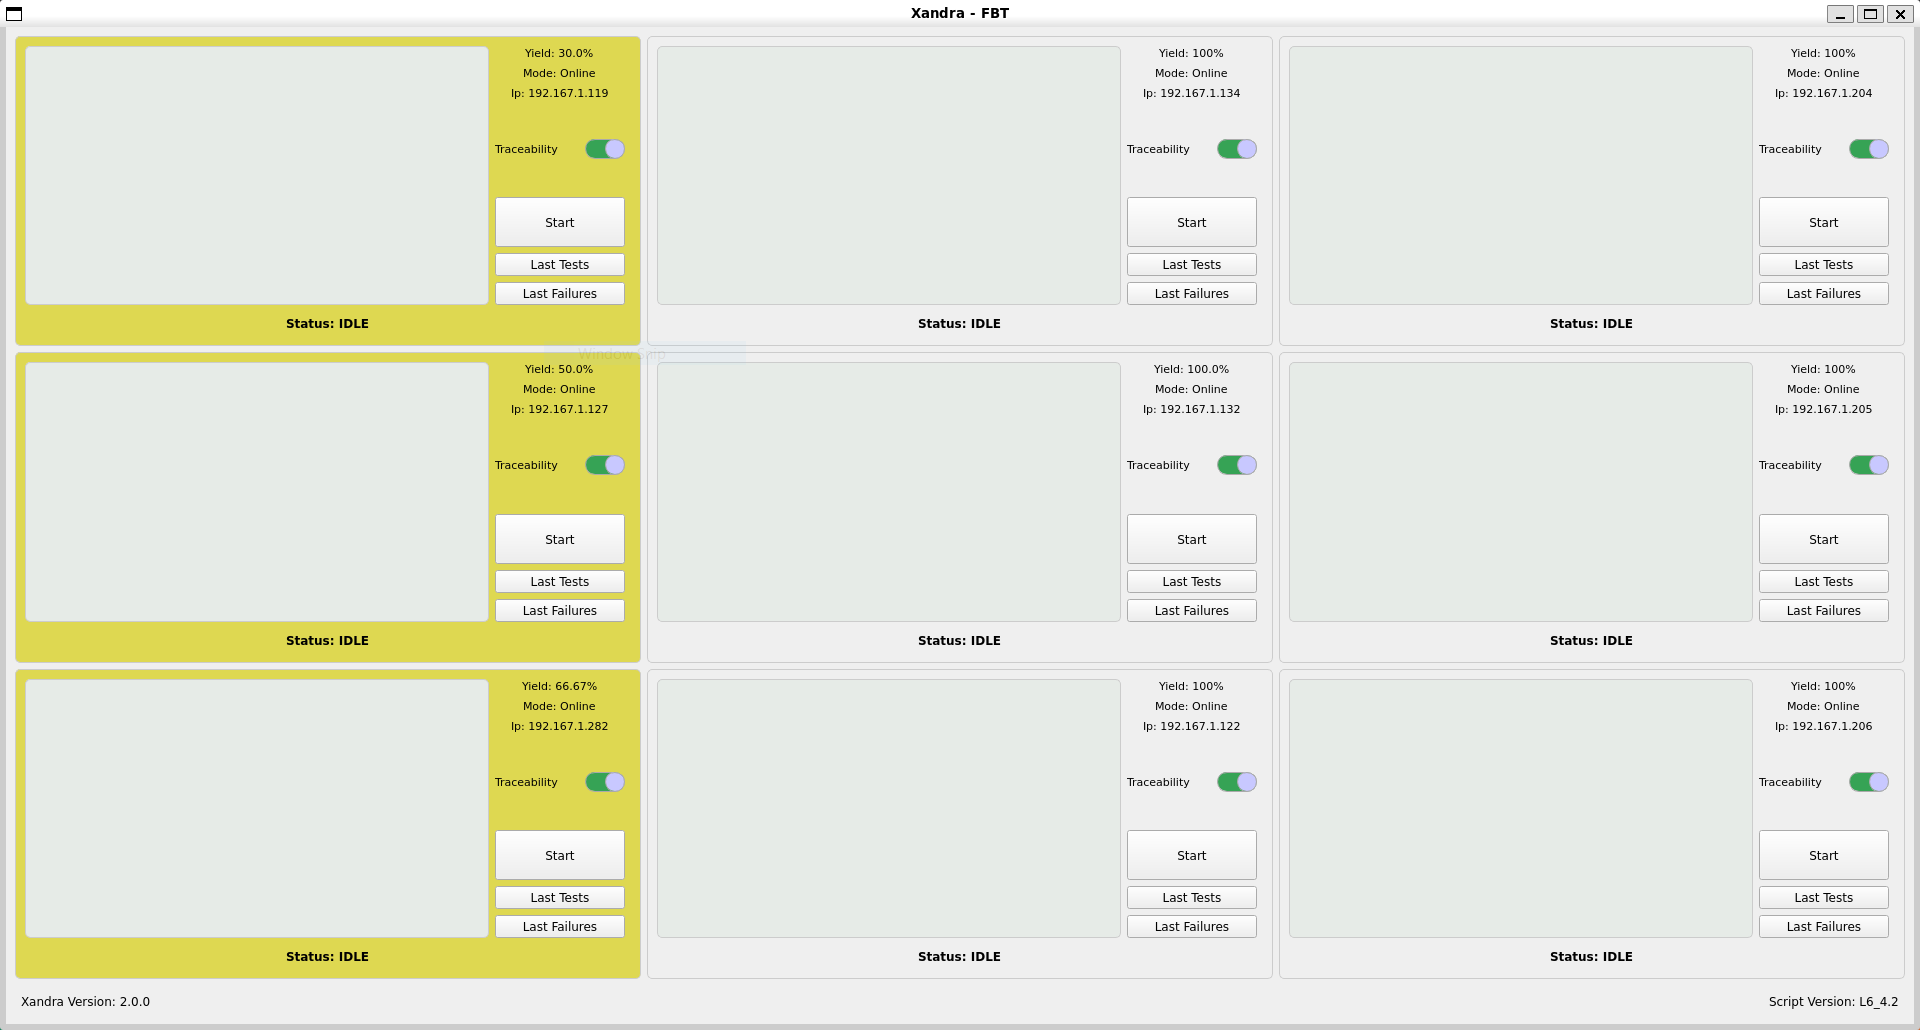 Xandra - FBT
Yield: 30.0%
Mode: Online
Ip: 192.167.1.119
Traceability
Start
Last Tests
Last Failures
Status: IDLE
Yield: 100%
Mode: Online
Ip: 192.167.1.134
Traceability
Start
Last Tests
Last Failures
Status: IDLE
Yield: 100%
Mode: Online
Ip: 192.167.1.204
Traceability
Start
Last Tests
Last Failures
Status: IDLE
Window Snip
Yield: 50.0%
Mode: Online
Ip: 192.167.1.127
Traceability
Start
Last Tests
Last Failures
Status: IDLE
Yield: 100.0%
Mode: Online
Ip: 192.167.1.132
Traceability
Start
Last Tests
Last Failures
Status: IDLE
Yield: 100%
Mode: Online
Ip: 192.167.1.205
Traceability
Start
Last Tests
Last Failures
Status: IDLE
Yield: 66.67%
Mode: Online
Ip: 192.167.1.282
Traceability
Start
Last Tests
Last Failures
Status: IDLE
Yield: 100%
Mode: Online
Ip: 192.167.1.122
Traceability
Start
Last Tests
Last Failures
Status: IDLE
Yield: 100%
Mode: Online
Ip: 192.167.1.206
Traceability
Start
Last Tests
Last Failures
Status: IDLE
Xandra Version: 2.0.0
Script Version: L6_4.2